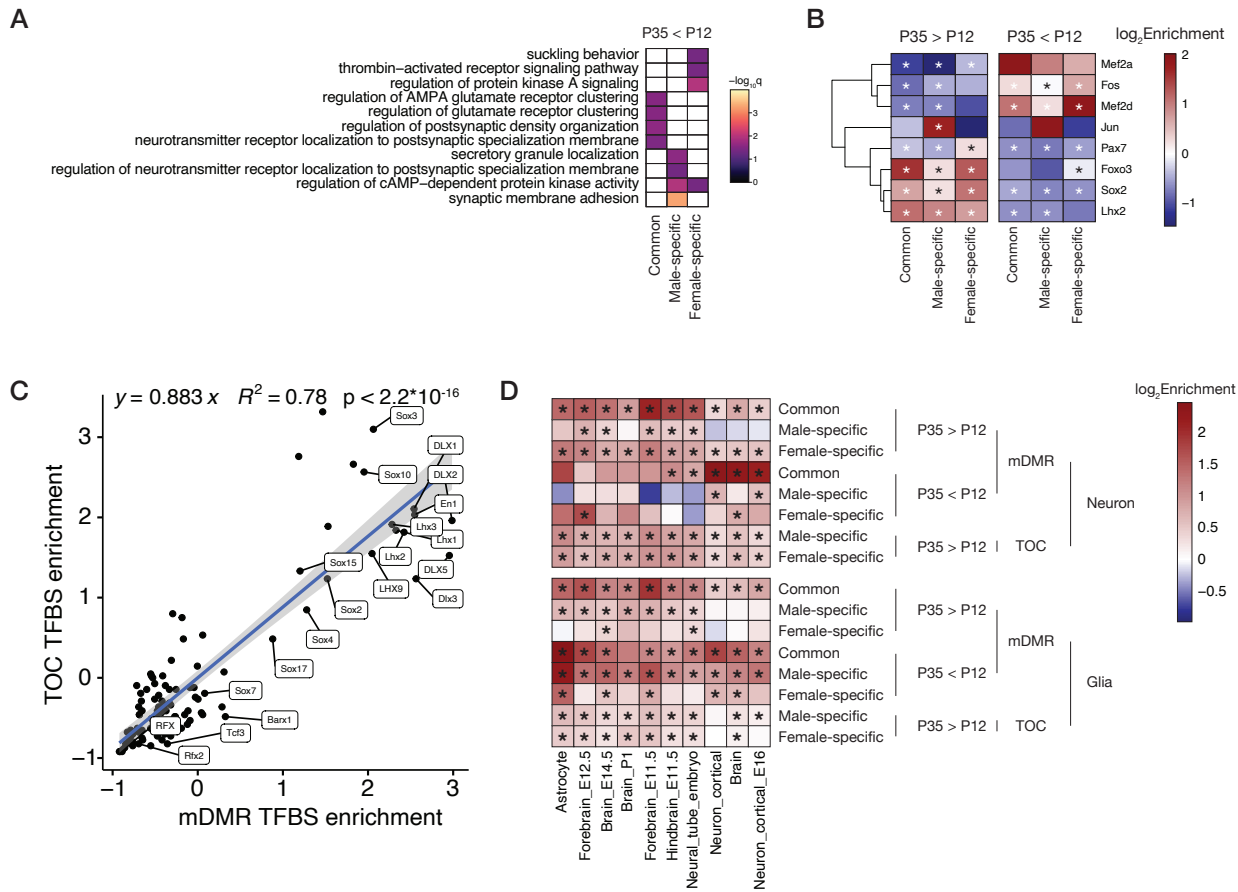 A
P35 < P12
suckling behavior
thrombin−activated receptor signaling pathway
regulation of protein kinase A signaling
regulation of AMPA glutamate receptor clustering
regulation of glutamate receptor clustering
regulation of postsynaptic density organization
neurotransmitter receptor localization to postsynaptic specialization membrane
secretory granule localization
regulation of neurotransmitter receptor localization to postsynaptic specialization membrane
regulation of cAMP−dependent protein kinase activity
synaptic membrane adhesion
Common
Male-specific
Female-specific
−log10q
4
3
2
1
0
B
P35 > P12
P35 < P12
log2Enrichment
Mef2a
Fos
Mef2d
Jun
Pax7
Foxo3
Sox2
Lhx2
2
1
0
−1
Common
Male-specific
Female-specific
Common
Male-specific
Female-specific
C
y = 0.883 x R2 = 0.78 p < 2.2*10-16
TOC TFBS enrichment
3
2
1
0
−1
Sox3
DLX1
Sox10
DLX2
En1
Lhx3
Lhx1
Lhx2
Sox15
DLX5
LHX9
Dlx3
Sox2
Sox4
Sox17
Sox7
Barx1
RFX
Tcf3
Rfx2
−1
0
1
2
3
mDMR TFBS enrichment
D
log2Enrichment
2
1.5
1
0.5
0
−0.5
Common
Male-specific
Female-specific
P35 > P12
Common
Male-specific
Female-specific
P35 < P12
mDMR
Male-specific
Female-specific
P35 > P12
TOC
Neuron
Common
Male-specific
Female-specific
P35 > P12
Common
Male-specific
Female-specific
P35 < P12
mDMR
Male-specific
Female-specific
P35 > P12
TOC
Glia
Astrocyte
Forebrain_E12.5
Brain_E14.5
Brain_P1
Forebrain_E11.5
Hindbrain_E11.5
Neural_tube_embryo
Neuron_cortical
Brain
Neuron_cortical_E16